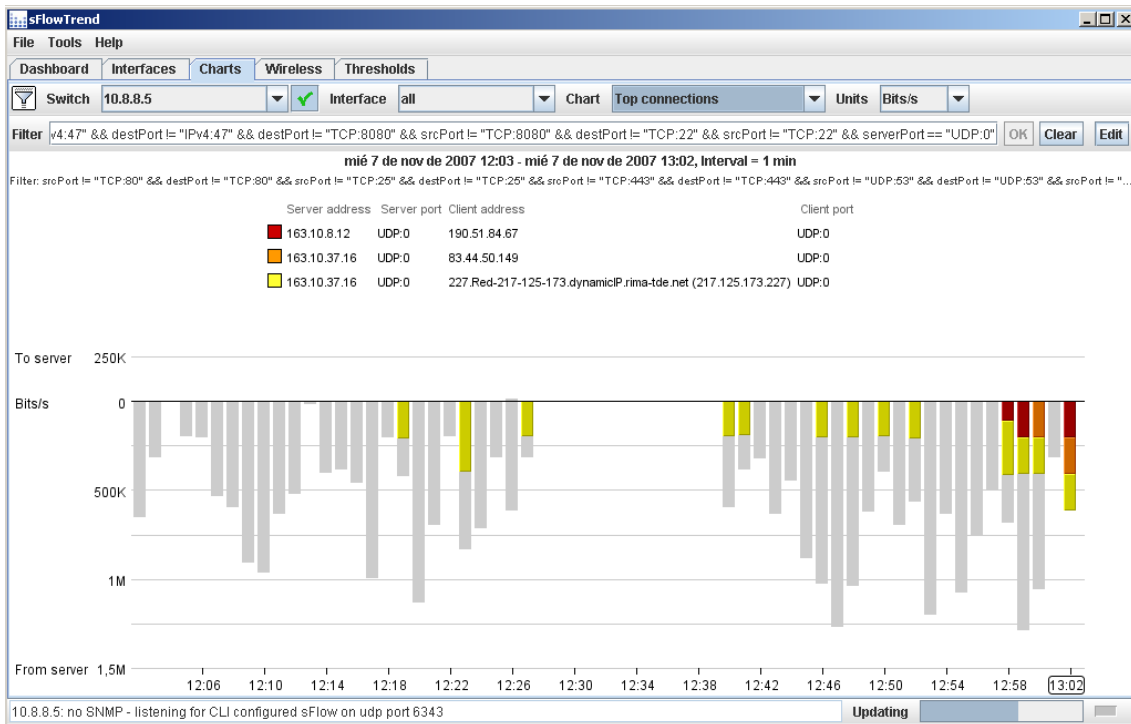 sFlowTrend
File Tools Help
Dashboard Interfaces Charts Wireless Thresholds
Switch 10.8.8.5 Interface all Chart Top connections Units Bits/s
Filter v4:47" && destPort != "IPv4:47" && destPort != "TCP:8080" && srcPort != "TCP:8080" && destPort != "TCP:22" && srcPort != "TCP:22" && serverPort == "UDP:0" OK Clear Edit
mié 7 de nov de 2007 12:03 - mié 7 de nov de 2007 13:02, Interval = 1 min
Filter: srcPort != "TCP:80" && destPort != "TCP:80" && srcPort != "TCP:25" && destPort != "TCP:25" && srcPort != "TCP:443" && destPort != "TCP:443" && srcPort != "UDP:53" && destPort != "UDP:53" && srcPort != "...
Server address Server port Client address Client port
163.10.8.12 UDP:0 190.51.84.67 UDP:0
163.10.37.16 UDP:0 83.44.50.149 UDP:0
163.10.37.16 UDP:0 227.Red-217-125-173.dynamicIP.rima-tde.net (217.125.173.227) UDP:0
To server 250K
Bits/s 0
500K
1M
From server 1,5M
12:06 12:10 12:14 12:18 12:22 12:26 12:30 12:34 12:38 12:42 12:46 12:50 12:54 12:58 13:02
10.8.8.5: no SNMP - listening for CLI configured sFlow on udp port 6343 Updating